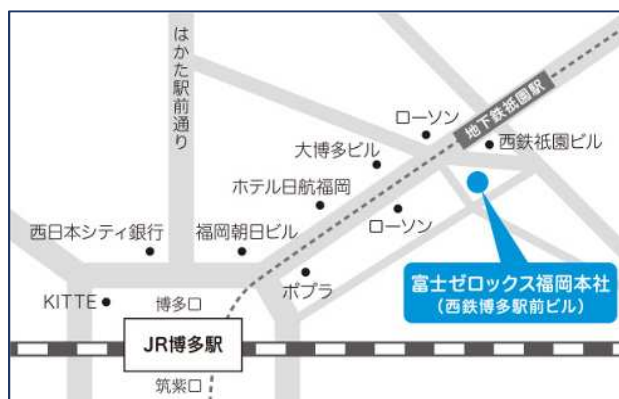 はかた駅前通り
ローソン
地下鉄祇園駅
西鉄祇園ビル
大博多ビル
ホテル日航福岡
ローソン
西日本シティ銀行
福岡朝日ビル
ポプラ
富士ゼロックス福岡本社
(西鉄博多駅前ビル)
KITTE
博多口
JR博多駅
筑紫口